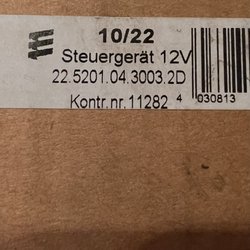 10/22
Steuergerät 12V
22.5201.04.3003.2D
Kontr.nr.11282
4 030813